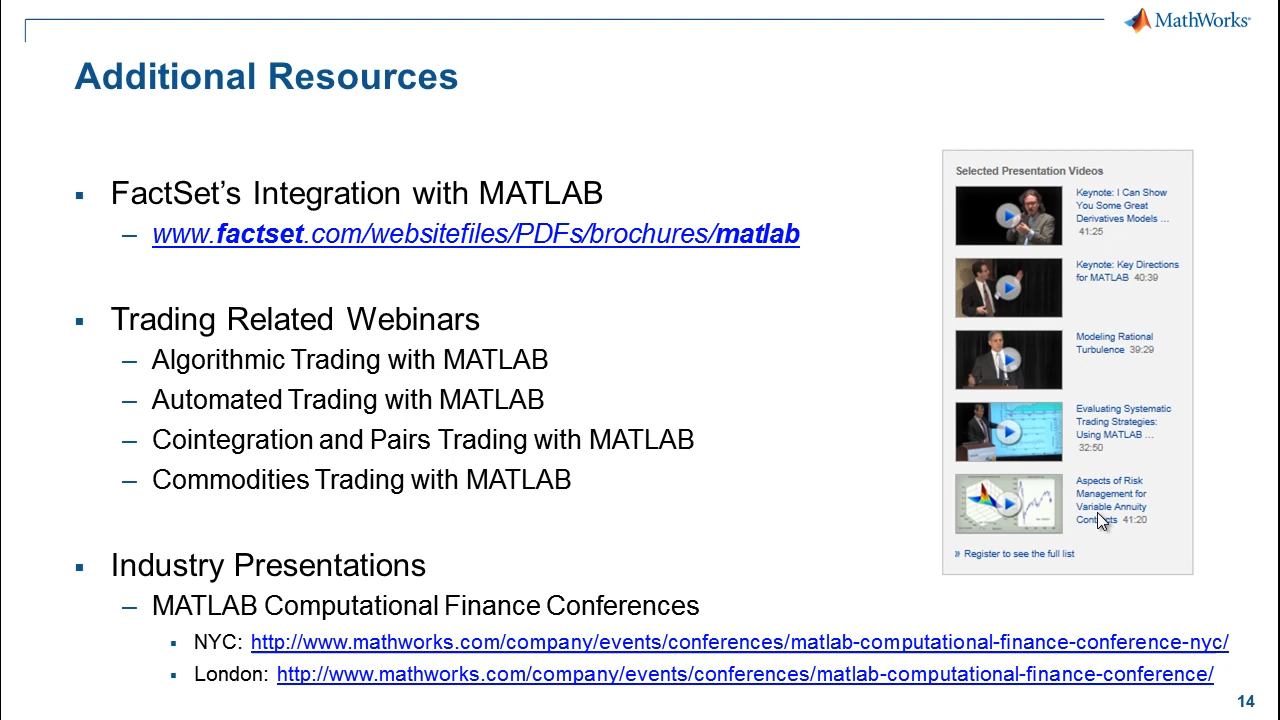 MathWorks®
Additional Resources
▪ FactSet’s Integration with MATLAB
– www.factset.com/websitefiles/PDFs/brochures/matlab
▪ Trading Related Webinars
– Algorithmic Trading with MATLAB
– Automated Trading with MATLAB
– Cointegration and Pairs Trading with MATLAB
– Commodities Trading with MATLAB
▪ Industry Presentations
– MATLAB Computational Finance Conferences
▪ NYC: http://www.mathworks.com/company/events/conferences/matlab-computational-finance-conference-nyc/
▪ London: http://www.mathworks.com/company/events/conferences/matlab-computational-finance-conference/
Selected Presentation Videos
Keynote: I Can Show
You Some Great
Derivatives Models ...
41:25
Keynote: Key Directions
for MATLAB 40:39
Modeling Rational
Turbulence 39:29
Evaluating Systematic
Trading Strategies:
Using MATLAB ...
32:50
Aspects of Risk
Management for
Variable Annuity
Contracts 41:20
» Register to see the full list
14